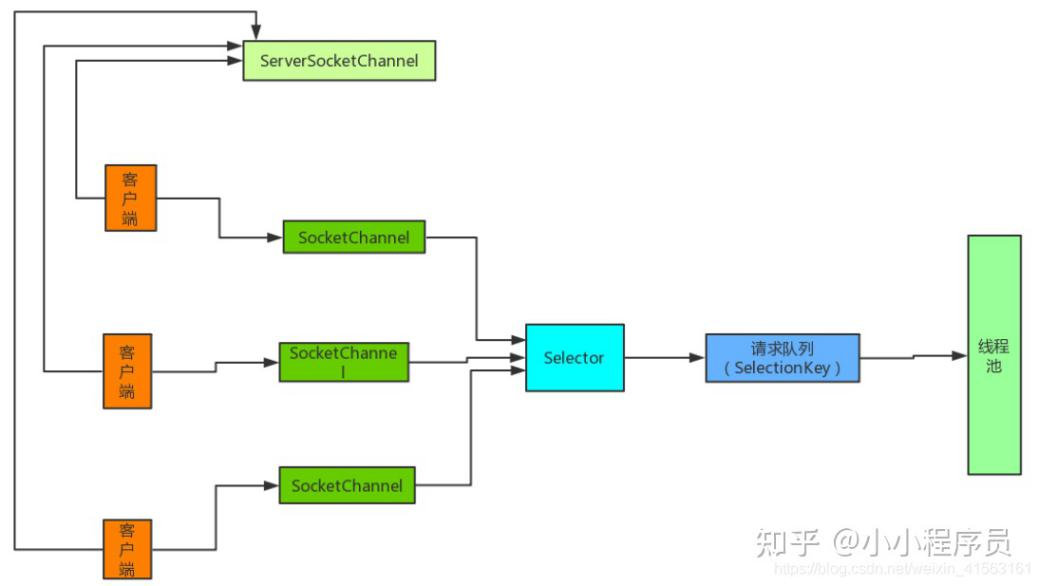 ServerSocketChannel
客
户
端
SocketChannel
客
户
端
SocketChanne
l
Selector
请求队列
（SelectionKey）
线程
池
SocketChannel
客
户
端
知乎 @小小程序员
https://blog.csdn.net/weixin_41563161